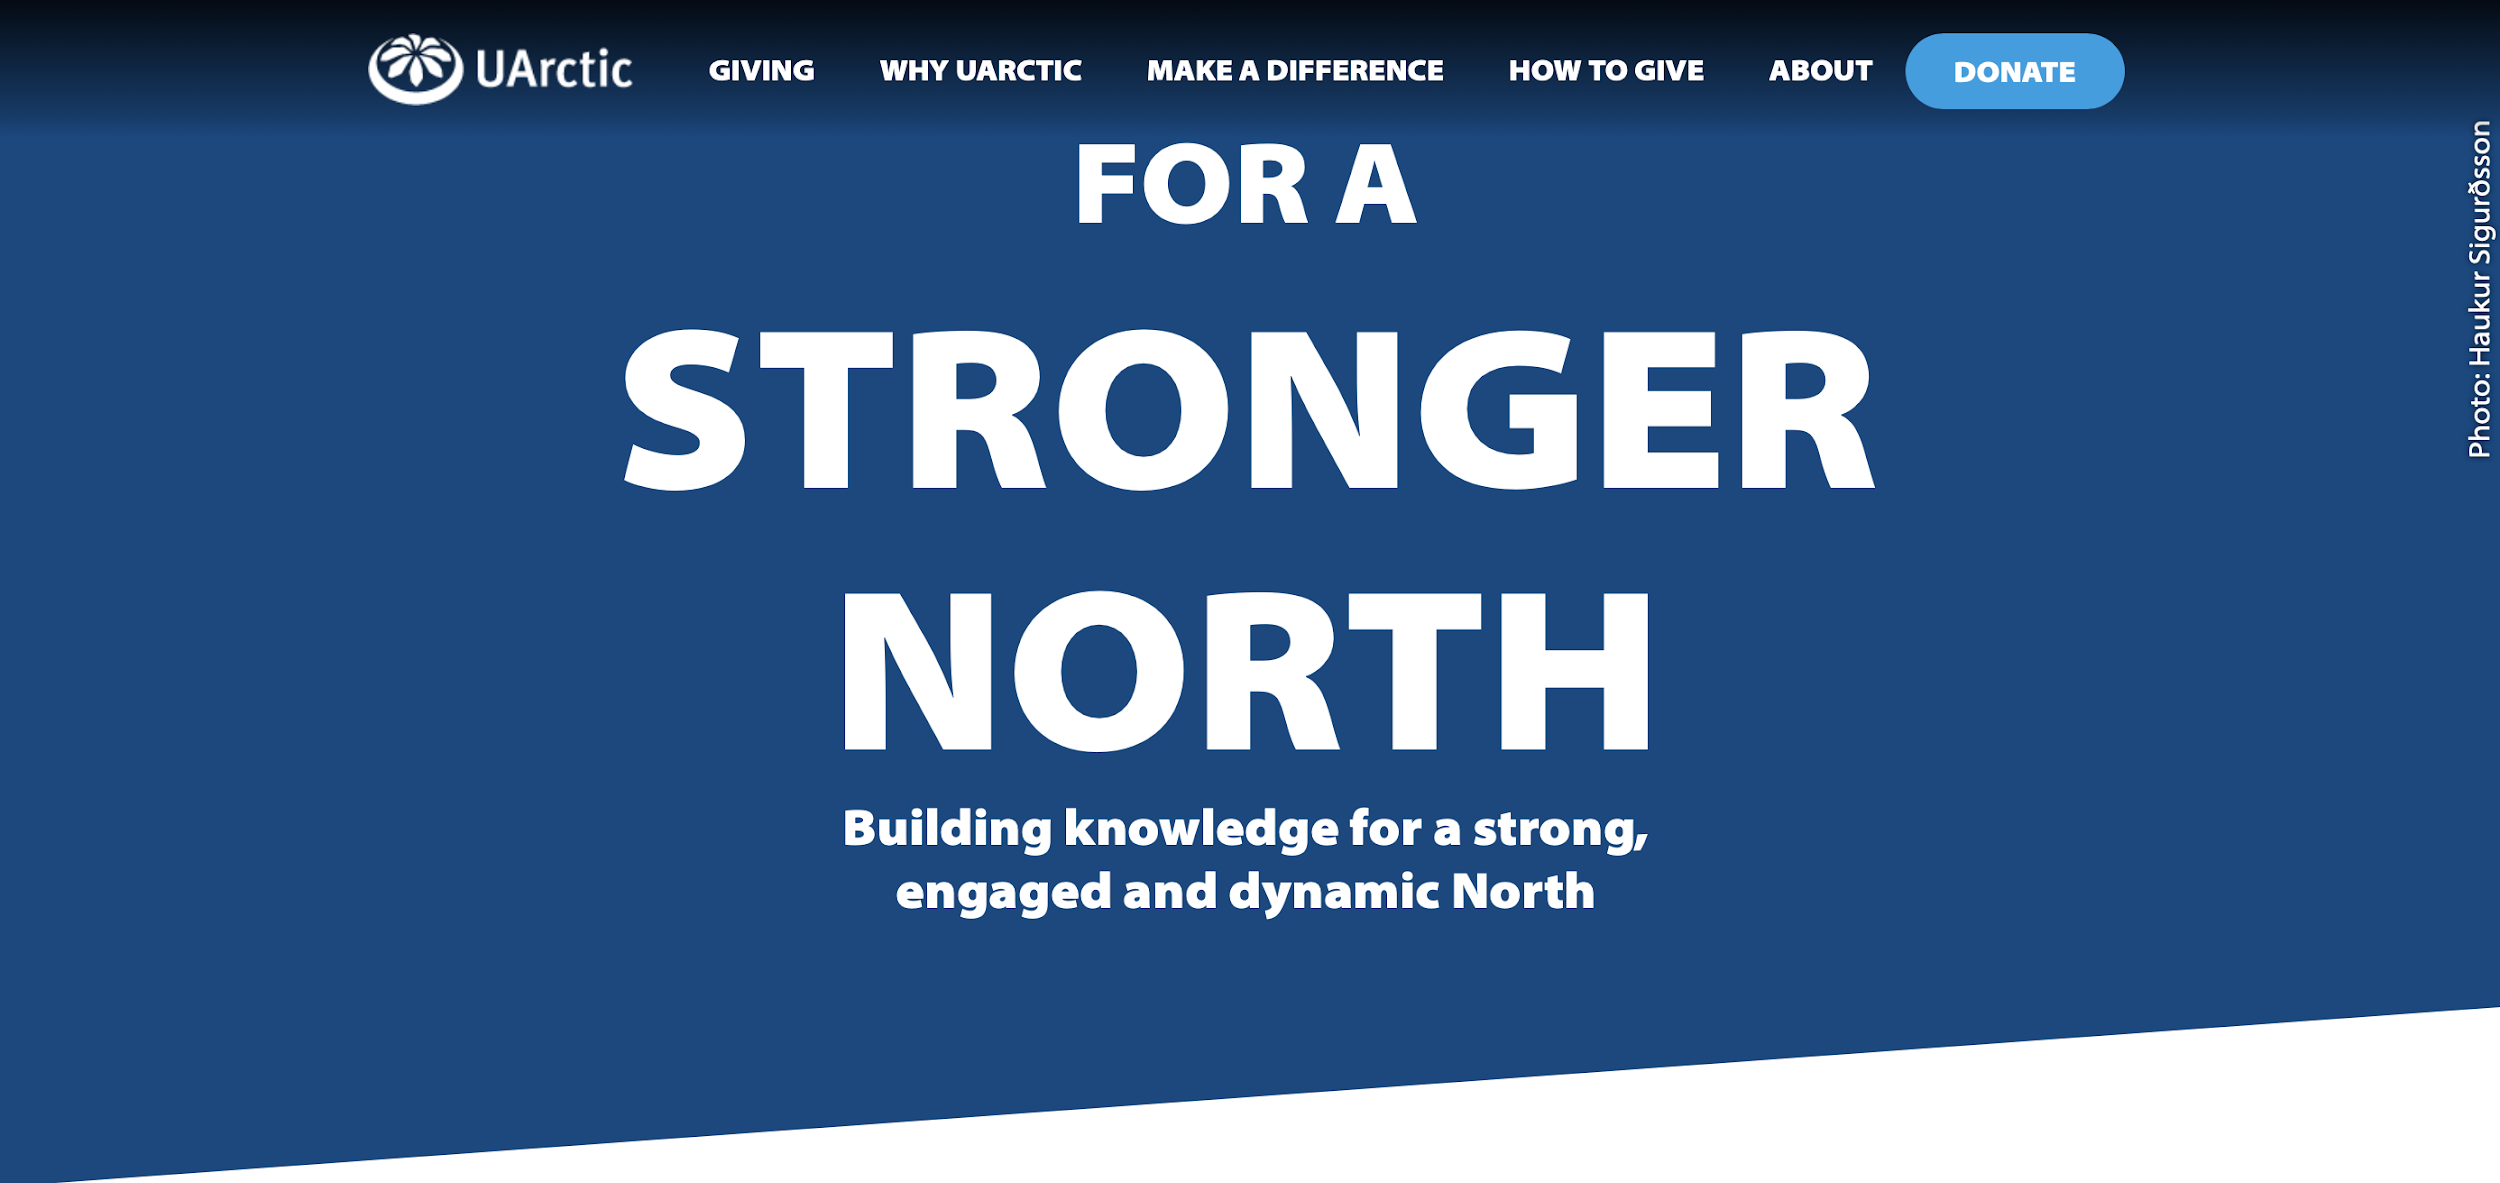 UArctic
GIVING
WHY UARCTIC
MAKE A DIFFERENCE
HOW TO GIVE
ABOUT
DONATE
FOR A
STRONGER
NORTH
Building knowledge for a strong,
engaged and dynamic North
Photo: Haukur Sigurðsson